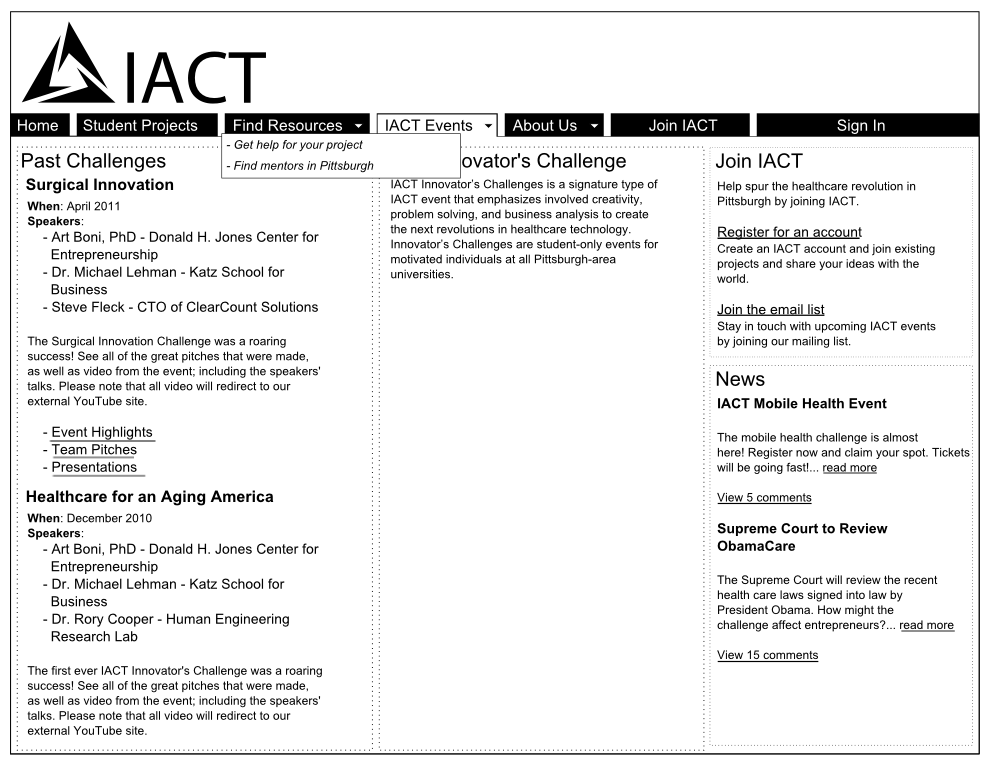 IACT
Home Student Projects Find Resources IACT Events About Us Join IACT Sign In
- Get help for your project
- Find mentors in Pittsburgh
Past Challenges
Surgical Innovation
When: April 2011
Speakers:
- Art Boni, PhD - Donald H. Jones Center for
Entrepreneurship
- Dr. Michael Lehman - Katz School for
Business
- Steve Fleck - CTO of ClearCount Solutions
The Surgical Innovation Challenge was a roaring
success! See all of the great pitches that were made,
as well as video from the event; including the speakers'
talks. Please note that all video will redirect to our
external YouTube site.
- Event Highlights
- Team Pitches
- Presentations
Healthcare for an Aging America
When: December 2010
Speakers:
- Art Boni, PhD - Donald H. Jones Center for
Entrepreneurship
- Dr. Michael Lehman - Katz School for
Business
- Dr. Rory Cooper - Human Engineering
Research Lab
The first ever IACT Innovator's Challenge was a roaring
success! See all of the great pitches that were made,
as well as video from the event; including the speakers'
talks. Please note that all video will redirect to our
external YouTube site.
ovator's Challenge
IACT Innovator's Challenges is a signature type of
IACT event that emphasizes involved creativity,
problem solving, and business analysis to create
the next revolutions in healthcare technology.
Innovator's Challenges are student-only events for
motivated individuals at all Pittsburgh-area
universities.
Join IACT
Help spur the healthcare revolution in
Pittsburgh by joining IACT.
Register for an account
Create an IACT account and join existing
projects and share your ideas with the
world.
Join the email list
Stay in touch with upcoming IACT events
by joining our mailing list.
News
IACT Mobile Health Event
The mobile health challenge is almost
here! Register now and claim your spot. Tickets
will be going fast!... read more
View 5 comments
Supreme Court to Review
ObamaCare
The Supreme Court will review the recent
health care laws signed into law by
President Obama. How might the
challenge affect entrepreneurs?... read more
View 15 comments